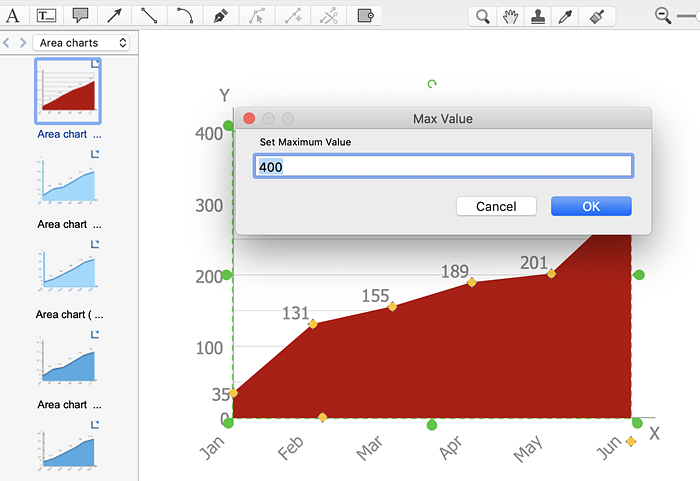 A T
Area charts
Area chart ...
Area chart ...
Area chart ( ...
Area chart ...
Max Value
Set Maximum Value
400
Cancel OK
Y
400
300
200
100
0
35
131
155
189
201
Jan Feb Mar Apr May Jun
X